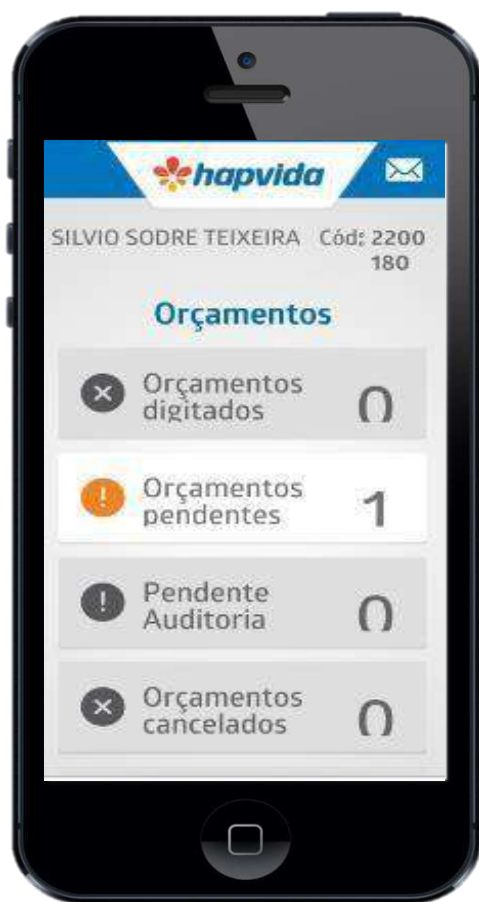 hapvida
SILVIO SODRE TEIXEIRA Cód: 2200
180
Orçamentos
Orçamentos
digitados
0
Orçamentos
pendentes
1
Pendente
Auditoria
0
Orçamentos
cancelados
0